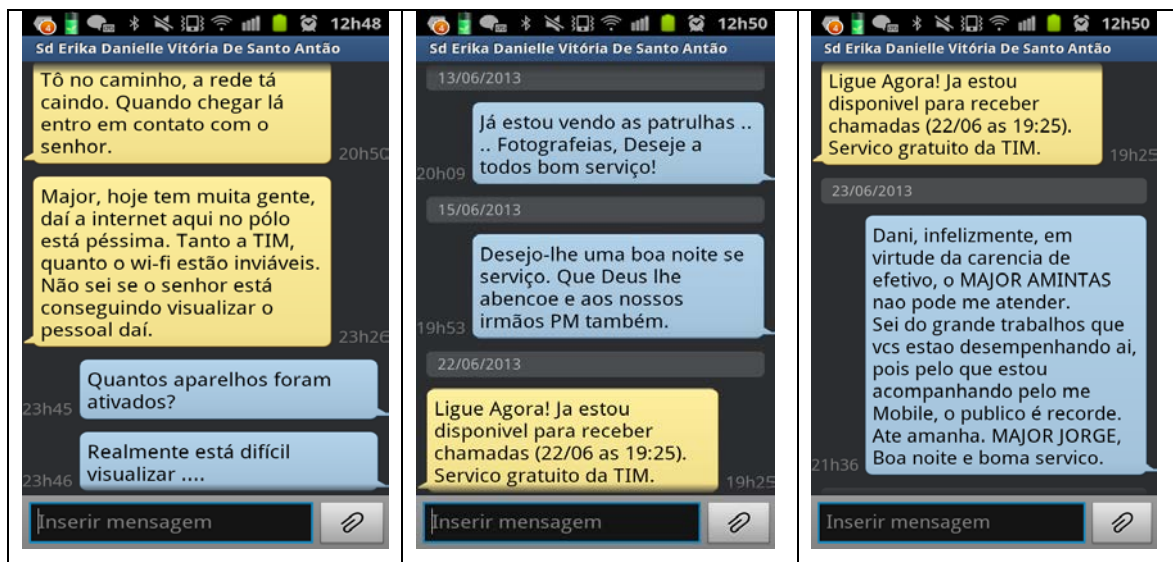 12h48
Sd Erika Danielle Vitória De Santo Antão
Tô no caminho, a rede tá
caindo. Quando chegar lá
entro em contato com o
senhor.
20h50
Major, hoje tem muita gente,
daí a internet aqui no pólo
está péssima. Tanto a TIM,
quanto o wi-fi estão inviáveis.
Não sei se o senhor está
conseguindo visualizar o
pessoal daí.
23h26
Quantos aparelhos foram
ativados?
23h45
Realmente está difícil
visualizar ....
23h46
Inserir mensagem
12h50
Sd Erika Danielle Vitória De Santo Antão
13/06/2013
Já estou vendo as patrulhas ..
.. Fotografeias, Deseje a
todos bom serviço!
20h09
15/06/2013
Desejo-lhe uma boa noite se
serviço. Que Deus lhe
abencoe e aos nossos
irmãos PM também.
19h53
22/06/2013
Ligue Agora! Ja estou
disponivel para receber
chamadas (22/06 as 19:25).
Servico gratuito da TIM.
19h25
Inserir mensagem
12h50
Sd Erika Danielle Vitória De Santo Antão
Ligue Agora! Ja estou
disponivel para receber
chamadas (22/06 as 19:25).
Servico gratuito da TIM.
19h25
23/06/2013
Dani, infelizmente, em
virtude da carencia de
efetivo, o MAJOR AMINTAS
nao pode me atender.
Sei do grande trabalhos que
vcs estao desempenhando ai,
pois pelo que estou
acompanhando pelo me
Mobile, o publico é recorde.
Ate amanha. MAJOR JORGE,
Boa noite e boma servico.
21h36
Inserir mensagem